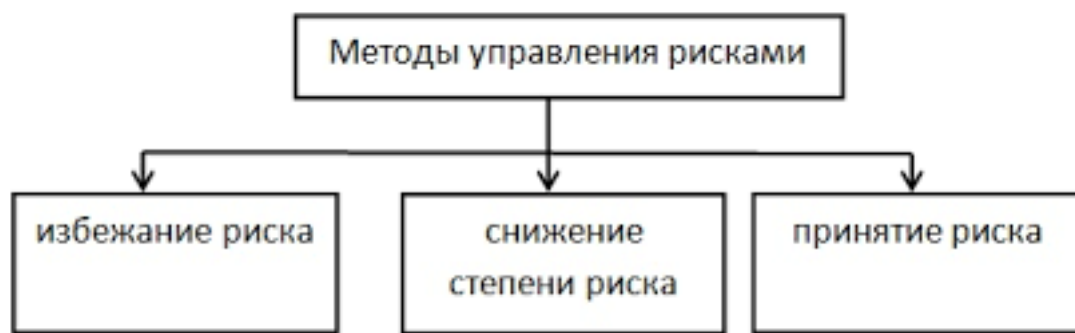 Методы управления рисками
избежание риска
снижение
степени риска
принятие риска